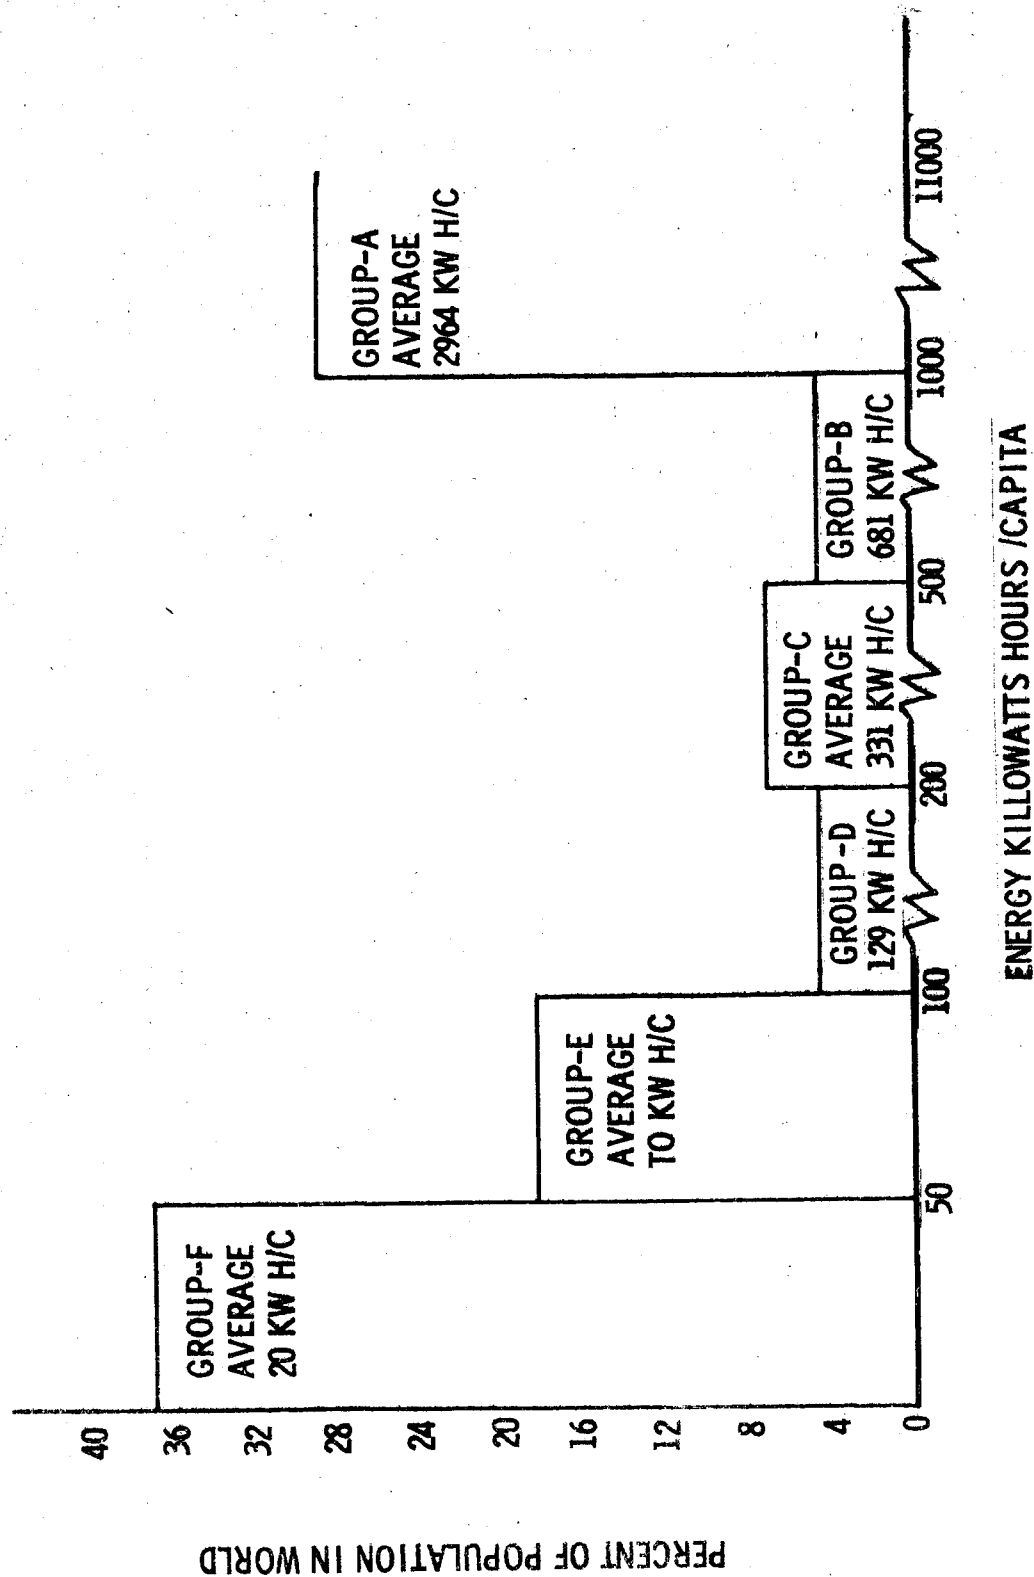 PERCENT OF POPULATION IN WORLD
40
36
32
28
24
20
16
12
8
4
0
GROUP-F
AVERAGE
20 KW H/C
GROUP-E
AVERAGE
TO KW H/C
GROUP-D
129 KW H/C
GROUP-C
AVERAGE
331 KW H/C
GROUP-B
681 KW H/C
GROUP-A
AVERAGE
2964 KW H/C
50
100
200
500
1000
11000
ENERGY KILLOWATTS HOURS /CAPITA